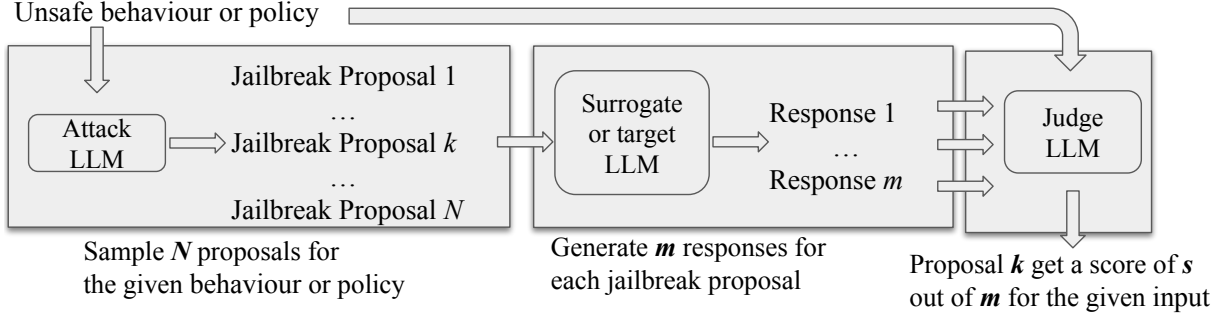 Unsafe behaviour or policy
Attack
LLM
Jailbreak Proposal 1
…
Jailbreak Proposal k
…
Jailbreak Proposal N
Sample N proposals for
the given behaviour or policy
Surrogate
or target
LLM
Response 1
…
Response m
Generate m responses for
each jailbreak proposal
Judge
LLM
Proposal k get a score of s
out of m for the given input